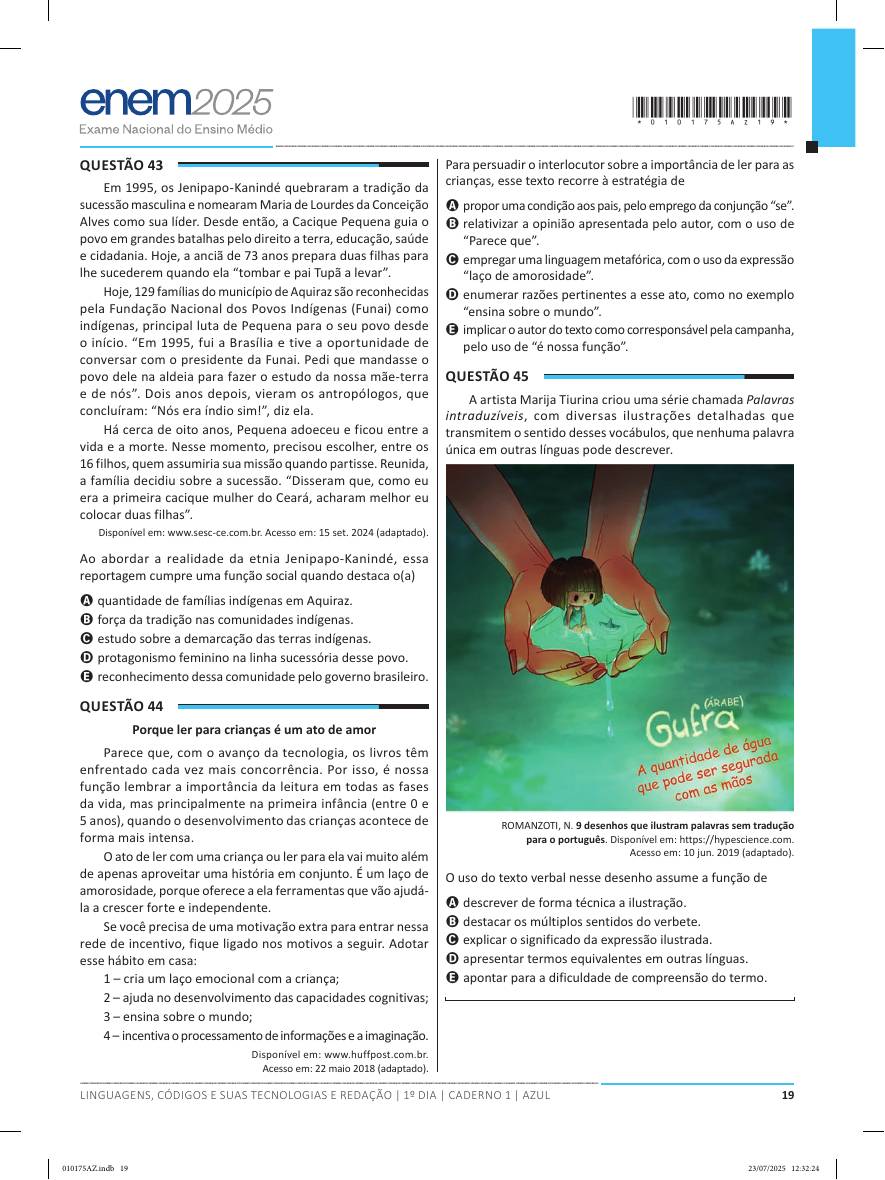 enem2025
Exame Nacional do Ensino Médio
*010175AZ19*
QUESTÃO 43
Em 1995, os Jenipapo-Kanindé quebraram a tradição da
sucessão masculina e nomearam Maria de Lourdes da Conceição
Alves como sua líder. Desde então, a Cacique Pequena guia o
povo em grandes batalhas pelo direito a terra, educação, saúde
e cidadania. Hoje, a anciã de 73 anos prepara duas filhas para
lhe sucederem quando ela “tombar e pai Tupã a levar”.
Hoje, 129 famílias do município de Aquiraz são reconhecidas
pela Fundação Nacional dos Povos Indígenas (Funai) como
indígenas, principal luta de Pequena para o seu povo desde
o início. “Em 1995, fui a Brasília e tive a oportunidade de
conversar com o presidente da Funai. Pedi que mandasse o
povo dele na aldeia para fazer o estudo da nossa mãe-terra
e de nós”. Dois anos depois, vieram os antropólogos, que
concluíram: “Nós era índio sim!”, diz ela.
Há cerca de oito anos, Pequena adoeceu e ficou entre a
vida e a morte. Nesse momento, precisou escolher, entre os
16 filhos, quem assumiria sua missão quando partisse. Reunida,
a família decidiu sobre a sucessão. “Disseram que, como eu
era a primeira cacique mulher do Ceará, acharam melhor eu
colocar duas filhas”.
Disponível em: www.sesc-ce.com.br. Acesso em: 15 set. 2024 (adaptado).
Ao abordar a realidade da etnia Jenipapo-Kanindé, essa
reportagem cumpre uma função social quando destaca o(a)
A quantidade de famílias indígenas em Aquiraz.
B força da tradição nas comunidades indígenas.
C estudo sobre a demarcação das terras indígenas.
D protagonismo feminino na linha sucessória desse povo.
E reconhecimento dessa comunidade pelo governo brasileiro.
QUESTÃO 44
Porque ler para crianças é um ato de amor
Parece que, com o avanço da tecnologia, os livros têm
enfrentado cada vez mais concorrência. Por isso, é nossa
função lembrar a importância da leitura em todas as fases
da vida, mas principalmente na primeira infância (entre 0 e
5 anos), quando o desenvolvimento das crianças acontece de
forma mais intensa.
O ato de ler com uma criança ou ler para ela vai muito além
de apenas aproveitar uma história em conjunto. É um laço de
amorosidade, porque oferece a ela ferramentas que vão ajudá-
la a crescer forte e independente.
Se você precisa de uma motivação extra para entrar nessa
rede de incentivo, fique ligado nos motivos a seguir. Adotar
esse hábito em casa:
1 – cria um laço emocional com a criança;
2 – ajuda no desenvolvimento das capacidades cognitivas;
3 – ensina sobre o mundo;
4 – incentiva o processamento de informações e a imaginação.
Disponível em: www.huffpost.com.br.
Acesso em: 22 maio 2018 (adaptado).
Para persuadir o interlocutor sobre a importância de ler para as
crianças, esse texto recorre à estratégia de
A propor uma condição aos pais, pelo emprego da conjunção “se”.
B relativizar a opinião apresentada pelo autor, com o uso de
“Parece que”.
C empregar uma linguagem metafórica, com o uso da expressão
“laço de amorosidade”.
D enumerar razões pertinentes a esse ato, como no exemplo
“ensina sobre o mundo”.
E implicar o autor do texto como corresponsável pela campanha,
pelo uso de “é nossa função”.
QUESTÃO 45
A artista Marija Tiurina criou uma série chamada Palavras
intraduzíveis, com diversas ilustrações detalhadas que
transmitem o sentido desses vocábulos, que nenhuma palavra
única em outras línguas pode descrever.
(ÁRABE)
Gufra
A quantidade de água
que pode ser segurada
com as mãos
ROMANZOTI, N. 9 desenhos que ilustram palavras sem tradução
para o português. Disponível em: https://hypescience.com.
Acesso em: 10 jun. 2019 (adaptado).
O uso do texto verbal nesse desenho assume a função de
A descrever de forma técnica a ilustração.
B destacar os múltiplos sentidos do verbete.
C explicar o significado da expressão ilustrada.
D apresentar termos equivalentes em outras línguas.
E apontar para a dificuldade de compreensão do termo.
LINGUAGENS, CÓDIGOS E SUAS TECNOLOGIAS E REDAÇÃO | 1º DIA | CADERNO 1 | AZUL
19
010175AZ.indb 19
23/07/2025 12:32:24